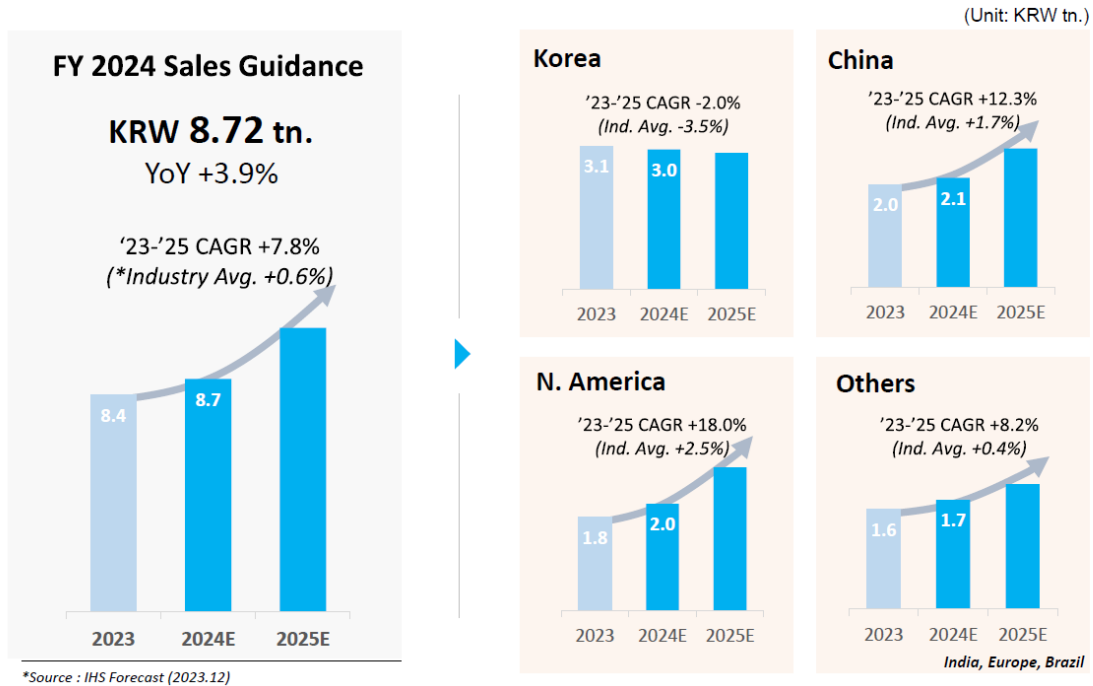 (Unit: KRW tn.)
FY 2024 Sales Guidance
KRW 8.72 tn.
YoY +3.9%
‘23-’25 CAGR +7.8%
(*Industry Avg. +0.6%)
8.4
8.7
2023
2024E
2025E
*Source : IHS Forecast (2023.12)
Korea
’23-’25 CAGR -2.0%
(Ind. Avg. -3.5%)
3.1
3.0
2023
2024E
2025E
China
’23-’25 CAGR +12.3%
(Ind. Avg. +1.7%)
2.0
2.1
2023
2024E
2025E
N. America
’23-’25 CAGR +18.0%
(Ind. Avg. +2.5%)
1.8
2.0
2023
2024E
2025E
Others
’23-’25 CAGR +8.2%
(Ind. Avg. +0.4%)
1.6
1.7
2023
2024E
2025E
India, Europe, Brazil